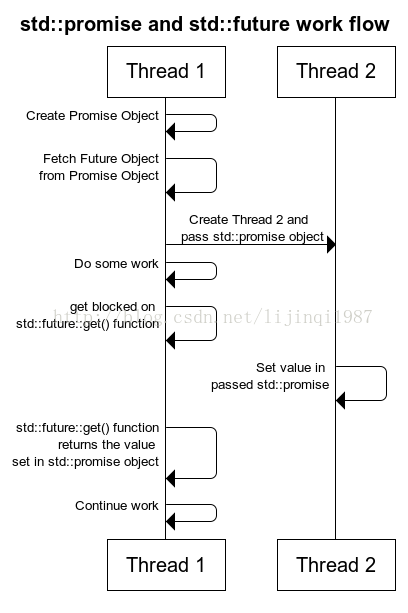 std::promise and std::future work flow
Thread 1
Thread 2
Create Promise Object
Fetch Future Object
from Promise Object
Create Thread 2 and
pass std::promise object
Do some work
get blocked on
std::future::get() function
http://blog.csdn.net/lijinqi1987
Set value in
passed std::promise
std::future::get() function
returns the value
set in std::promise object
Continue work
Thread 1
Thread 2